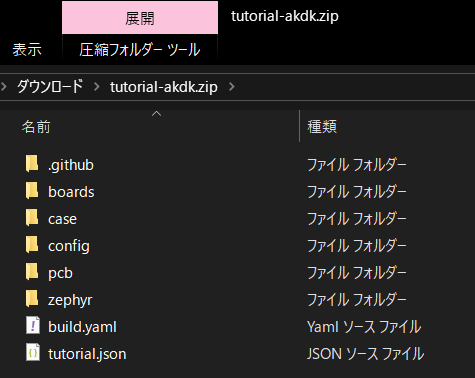 展開
tutorial-akdk.zip
表示
圧縮フォルダー ツール
ダウンロード
tutorial-akdk.zip
名前
種類
.github
ファイル フォルダー
boards
ファイル フォルダー
case
ファイル フォルダー
config
ファイル フォルダー
pcb
ファイル フォルダー
zephyr
ファイル フォルダー
build.yaml
Yaml ソース ファイル
tutorial.json
JSON ソース ファイル